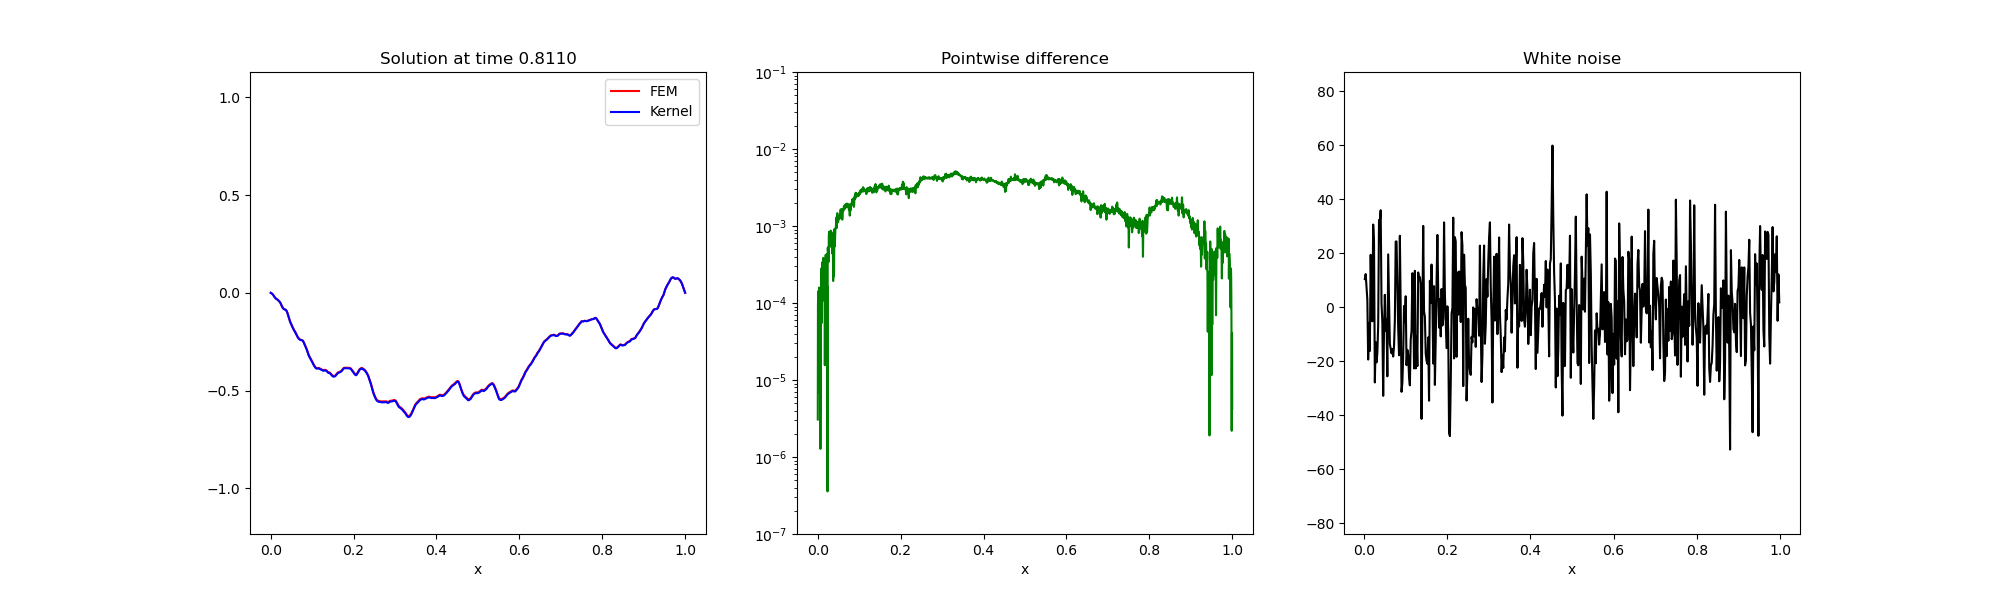 Solution at time 0.8110
1.0
0.5
0.0
−0.5
−1.0
0.0 0.2 0.4 0.6 0.8 1.0
x
FEM
Kernel
Pointwise difference
10⁻¹
10⁻²
10⁻³
10⁻⁴
10⁻⁵
10⁻⁶
10⁻⁷
0.0 0.2 0.4 0.6 0.8 1.0
x
White noise
80
60
40
20
0
−20
−40
−60
−80
0.0 0.2 0.4 0.6 0.8 1.0
x